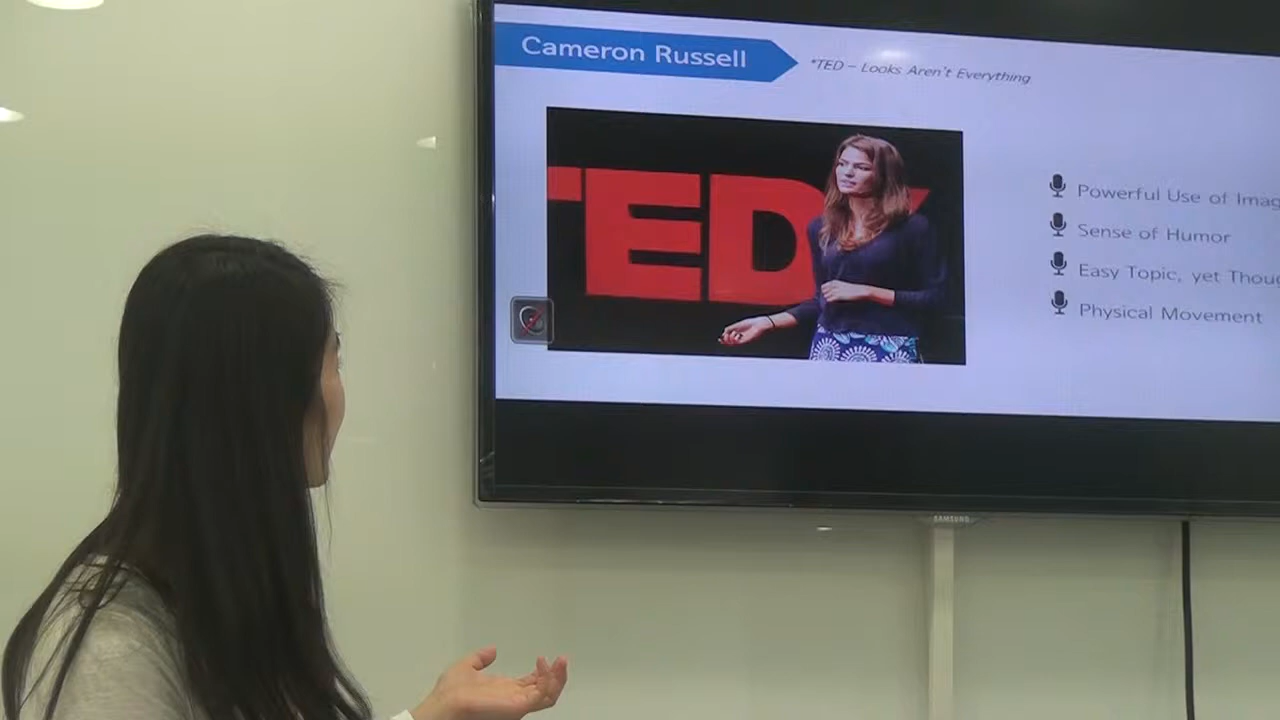 Cameron Russell
*TED – Looks Aren't Everything
TED
Powerful Use of
Sense of Humor
Easy Topic, yet
Physical Movement
SAMSUNG